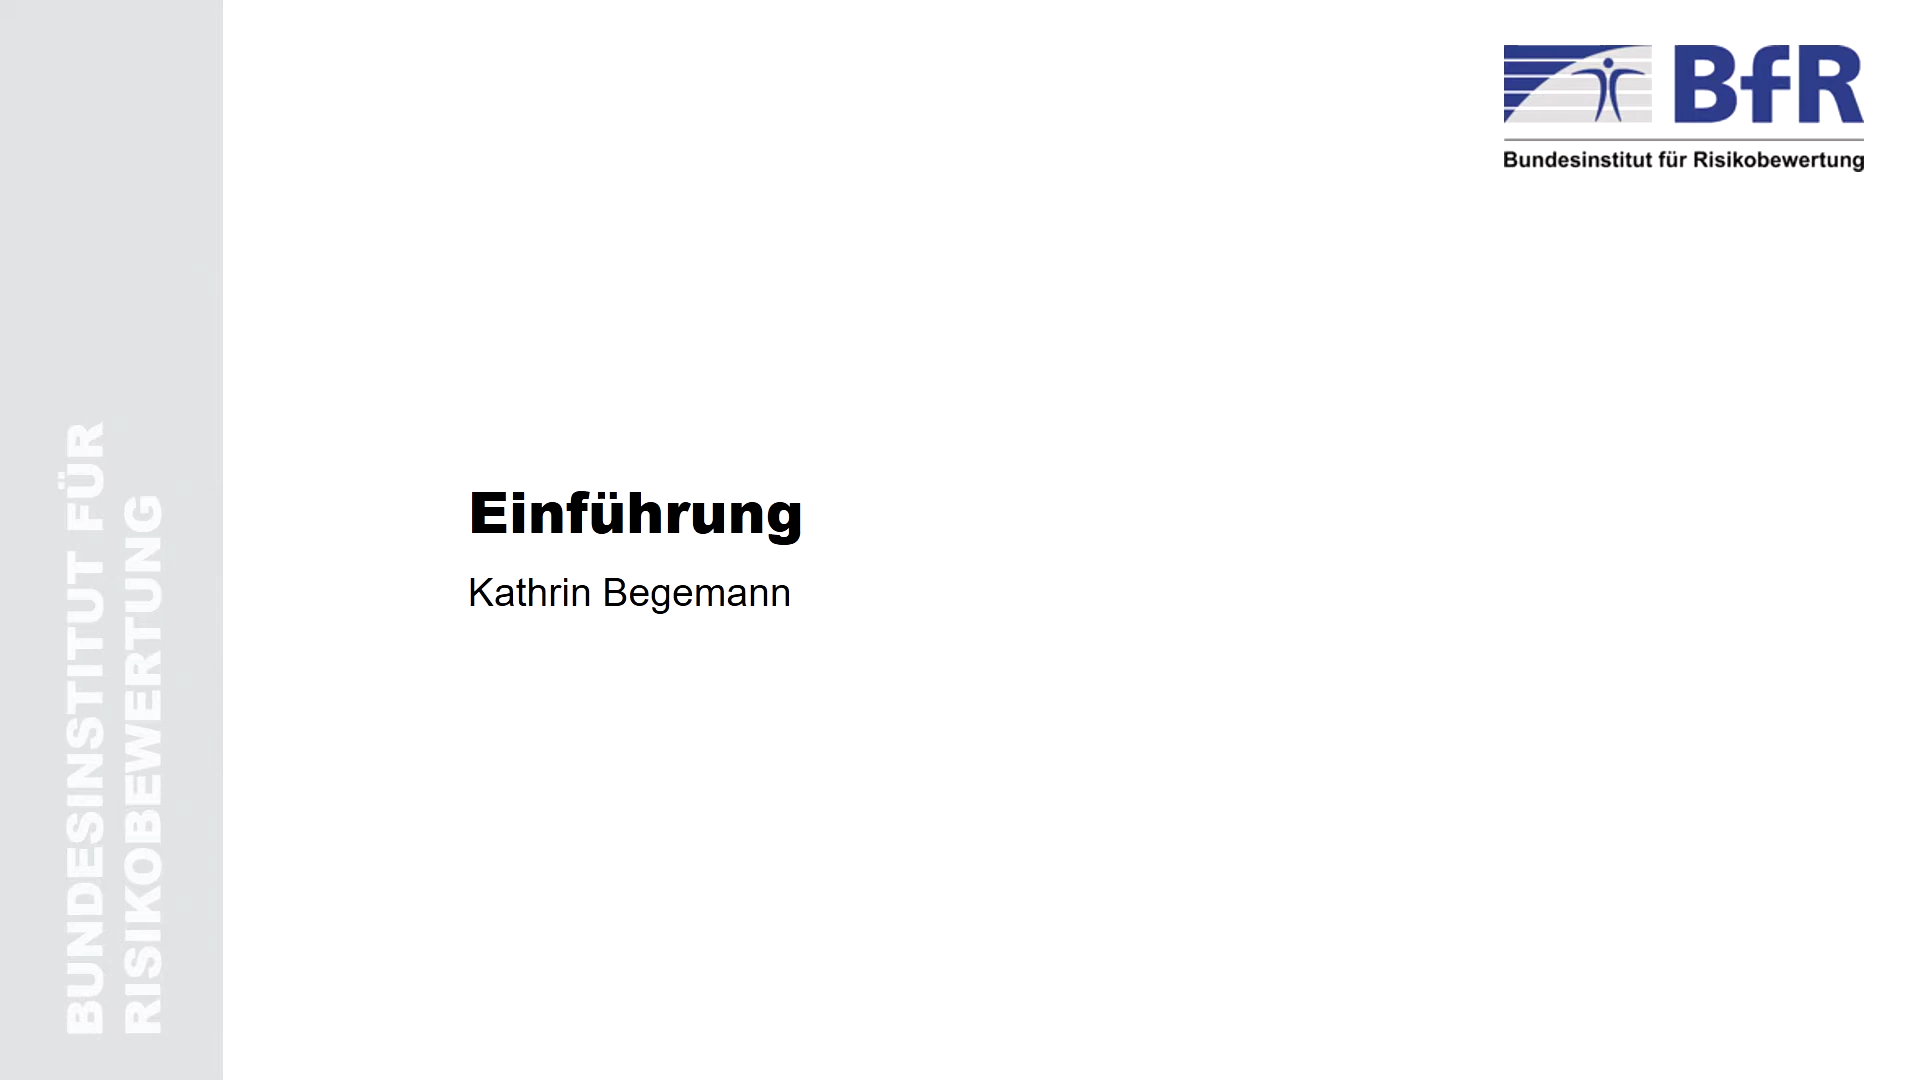 BfR
Bundesinstitut für Risikobewertung
Einführung
Kathrin Begemann
BUNDESINSTITUT FÜR
RISIKOBEWERTUNG